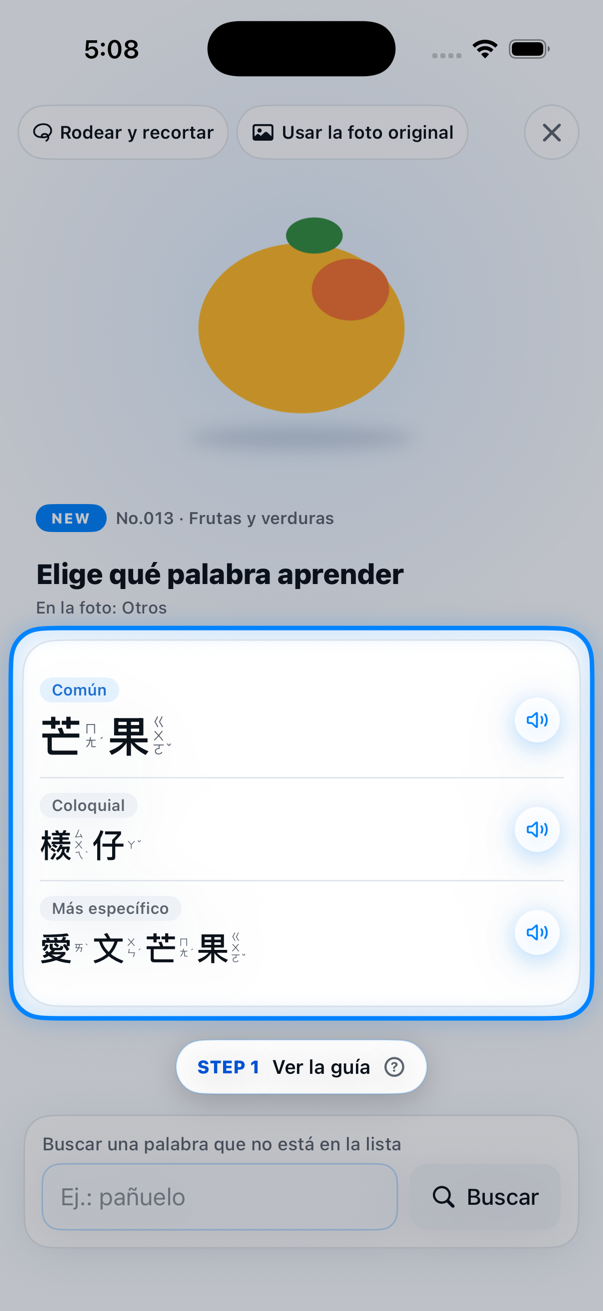 5:08
Rodear y recortar
Usar la foto original
NEW No.013 · Frutas y verduras
Elige qué palabra aprender
En la foto: Otros
Común
芒ㄇㄤˊ果ㄍㄨㄛˇ
Coloquial
檨ㄙㄨㄟˋ仔ㄚˇ
Más específico
愛ㄞˋ文ㄨㄣˊ芒ㄇㄤˊ果ㄍㄨㄛˇ
STEP 1 Ver la guía ?
Buscar una palabra que no está en la lista
Ej.: pañuelo
Buscar